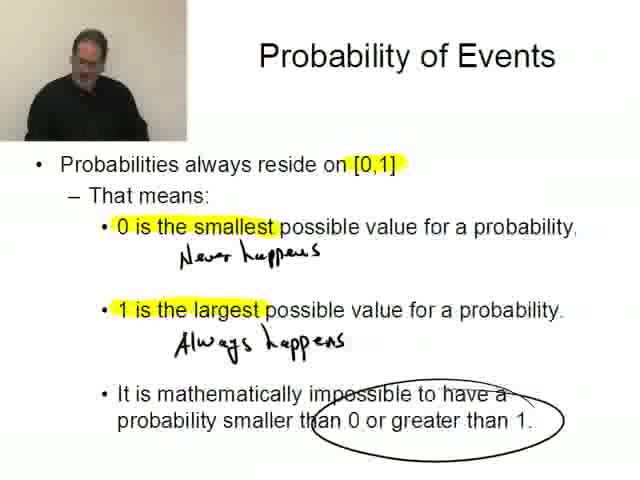 Probability of Events
• Probabilities always reside on [0,1]
– That means:
• 0 is the smallest possible value for a probability.
Never happens
• 1 is the largest possible value for a probability.
Always happens
• It is mathematically impossible to have a
probability smaller than 0 or greater than 1.